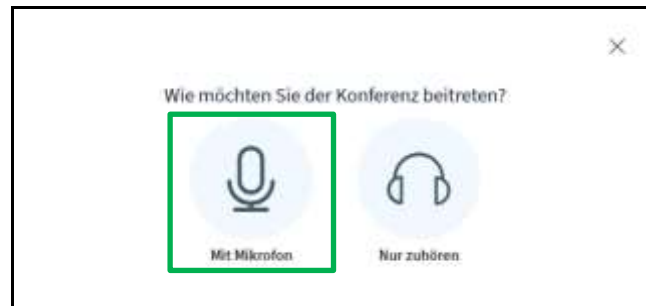 Wie möchten Sie der Konferenz beitreten?
Mit Mikrofon
Nur zuhören